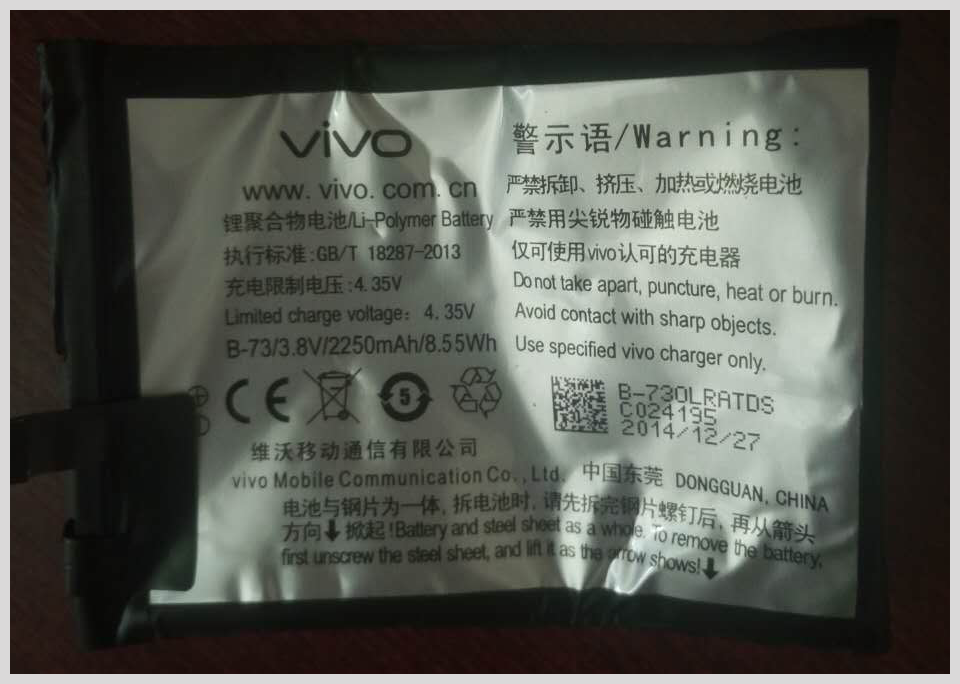 vivo
www.vivo.com.cn
锂聚合物电池/Li-Polymer Battery
执行标准:GB/T 18287-2013
充电限制电压:4.35V
Limited charge voltage: 4.35V
B-73/3.8V/2250mAh/8.55Wh
CE
5
警示语/Warning:
严禁拆卸、挤压、加热或燃烧电池
严禁用尖锐物碰触电池
仅可使用vivo认可的充电器
Do not take apart, puncture, heat or burn.
Avoid contact with sharp objects.
Use specified vivo charger only.
B-730LRATDS
C024195
2014/12/27
维沃移动通信有限公司
vivo Mobile Communication Co., Ltd. 中国东莞 DONGGUAN, CHINA
电池与钢片为一体, 拆电池时, 请先拆完钢片螺钉后, 再从箭头
方向⬇掀起!Battery and steel sheet as a whole. To remove the battery,
first unscrew the steel sheet, and lift it as the arrow shows!⬇